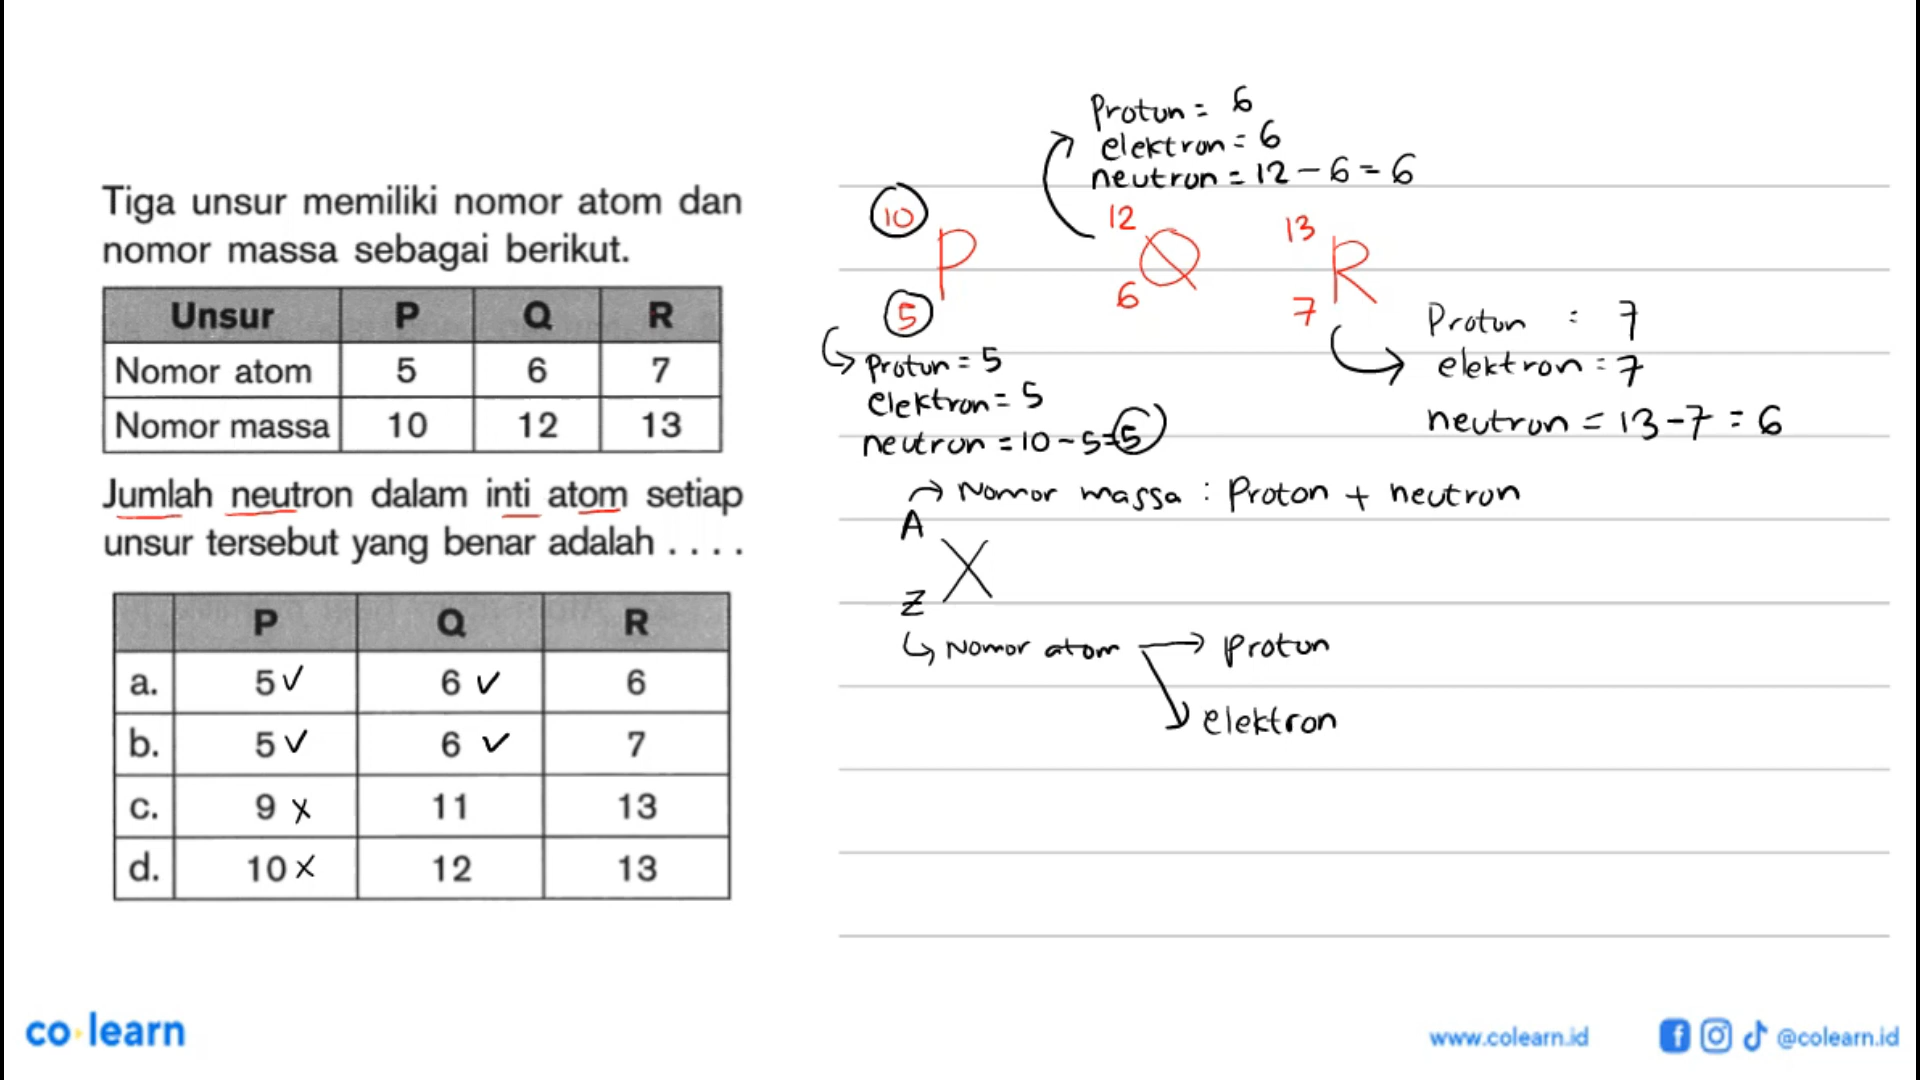 Tiga unsur memiliki nomor atom dan
nomor massa sebagai berikut.
Unsur P Q R
Nomor atom 5 6 7
Nomor massa 10 12 13
Jumlah neutron dalam inti atom setiap
unsur tersebut yang benar adalah . . . .
P Q R
a. 5 ✓ 6 ✓ 6
b. 5 ✓ 6 ✓ 7
c. 9 x 11 13
d. 10 x 12 13
Proton = 6
elektron = 6
neutron = 12 - 6 = 6
10 P 5
12 Q 6
13 R 7
Proton = 5
elektron = 5
neutron = 10 - 5 = 5
Proton : 7
elektron = 7
neutron = 13 - 7 = 6
A → Nomor massa : Proton + neutron
X
Z
↳ Nomor atom → proton
elektron
co learn
www.colearn.id
@colearn.id